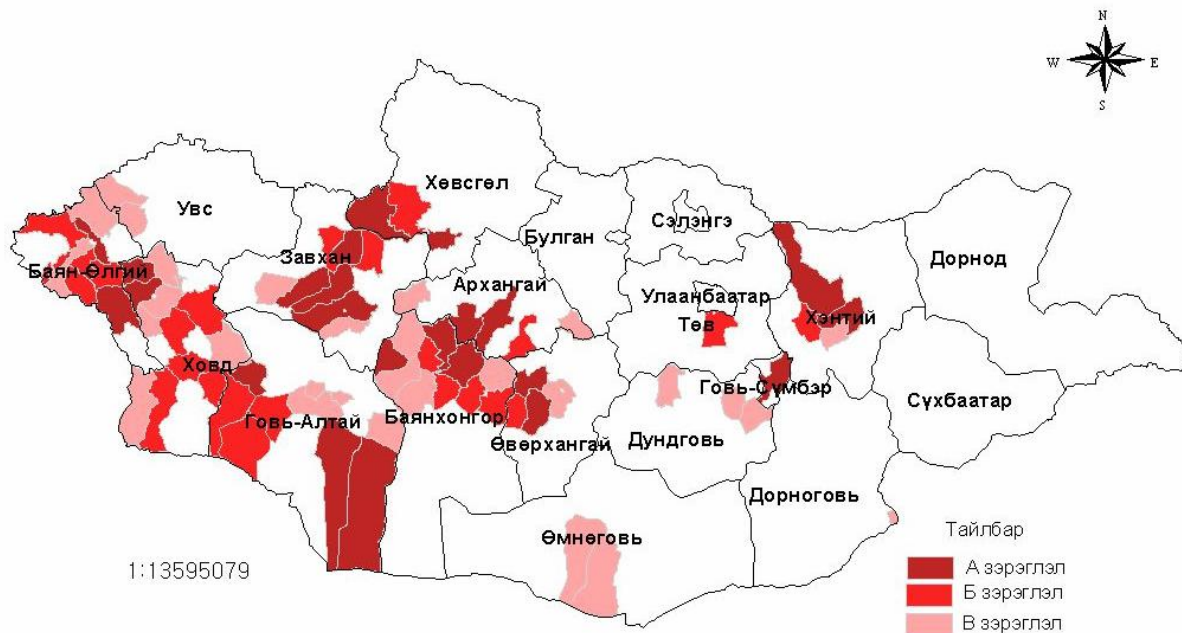 N
W E
S
Хөвсгөл
Увс
Сэлэнгэ
Булган
Завхан
Дорнод
Баян-Өлгий
Архангай
Улаанбаатар
Төв
Хэнтий
Ховд
Говь-Сүмбэр
Говь-Алтай
Баянхонгор
Сүхбаатар
Өвөрхангай
Дундговь
Дорноговь
Өмнөговь
1:13595079
Тайлбар
А зэрэглэл
Б зэрэглэл
В зэрэглэл